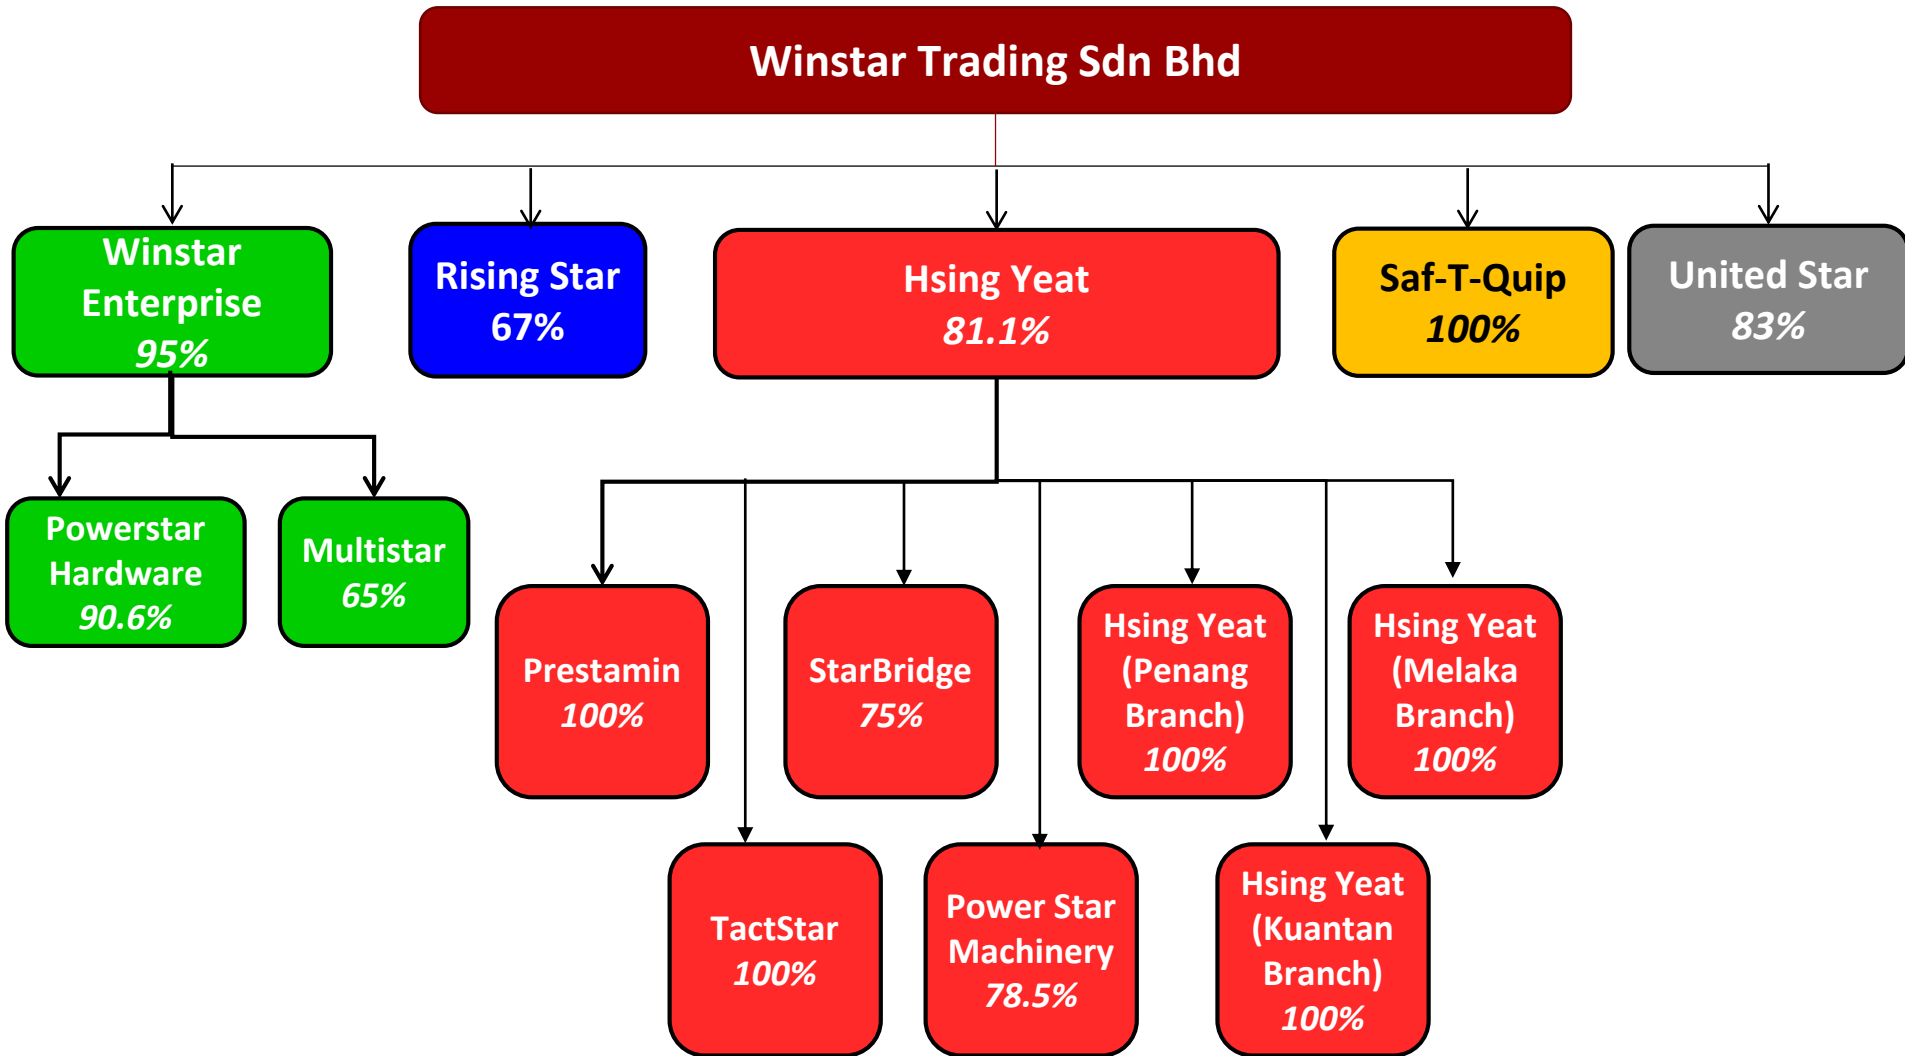 Winstar Trading Sdn Bhd
Winstar
Enterprise
95%
Rising Star
67%
Hsing Yeat
81.1%
Saf-T-Quip
100%
United Star
83%
Powerstar
Hardware
90.6%
Multistar
65%
Prestamin
100%
StarBridge
75%
Hsing Yeat
(Penang
Branch)
100%
Hsing Yeat
(Melaka
Branch)
100%
TactStar
100%
Power Star
Machinery
78.5%
Hsing Yeat
(Kuantan
Branch)
100%